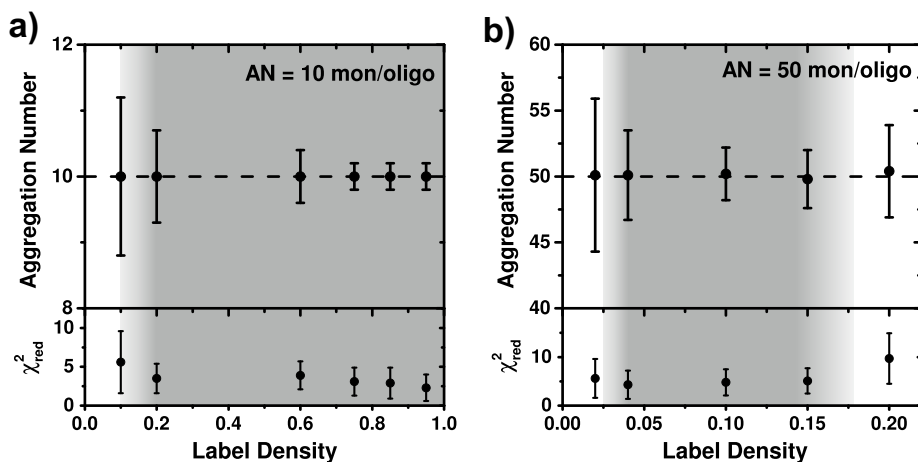 a)
AN = 10 mon/oligo
Aggregation Number
12
10
8
χ²red
10
5
0
0.0 0.2 0.4 0.6 0.8 1.0
Label Density
b)
AN = 50 mon/oligo
Aggregation Number
60
55
50
45
40
χ²red
10
0
0.00 0.05 0.10 0.15 0.20
Label Density